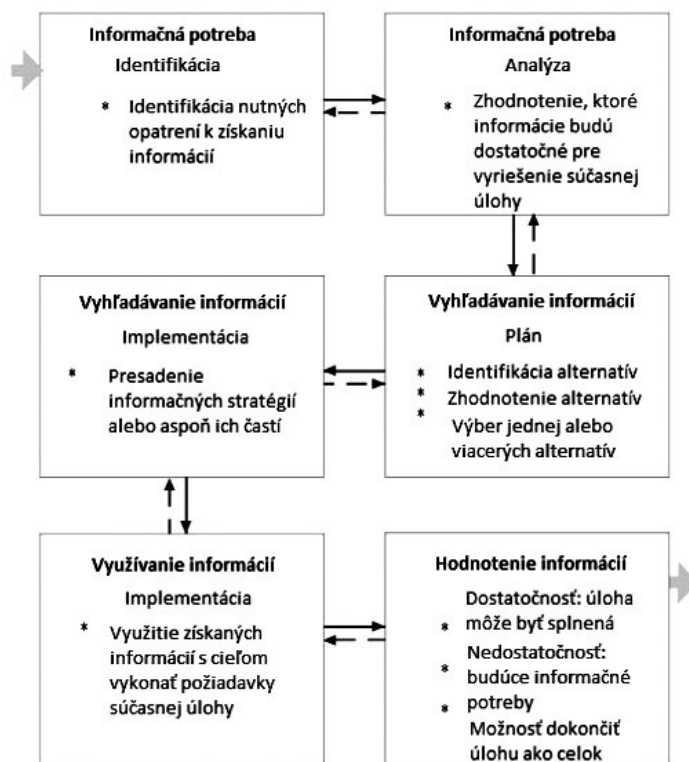 Informačná potreba
Identifikácia
* Identifikácia nutných
opatrení k získaniu
informácií
Informačná potreba
Analýza
* Zhodnotenie, ktoré
informácie budú
dostatočné pre
vyriešenie súčasnej
úlohy
Vyhľadávanie informácií
Implementácia
* Presadenie
informačných stratégií
alebo aspoň ich častí
Vyhľadávanie informácií
Plán
* Identifikácia alternatív
* Zhodnotenie alternatív
* Výber jednej alebo
viacerých alternatív
Využívanie informácií
Implementácia
* Využitie získaných
informácií s cieľom
vykonať požiadavky
súčasnej úlohy
Hodnotenie informácií
Dostatočnosť: úloha
* môže byť splnená
* Nedostatočnosť:
budúce informačné
* potreby
Možnosť dokončiť
úlohu ako celok